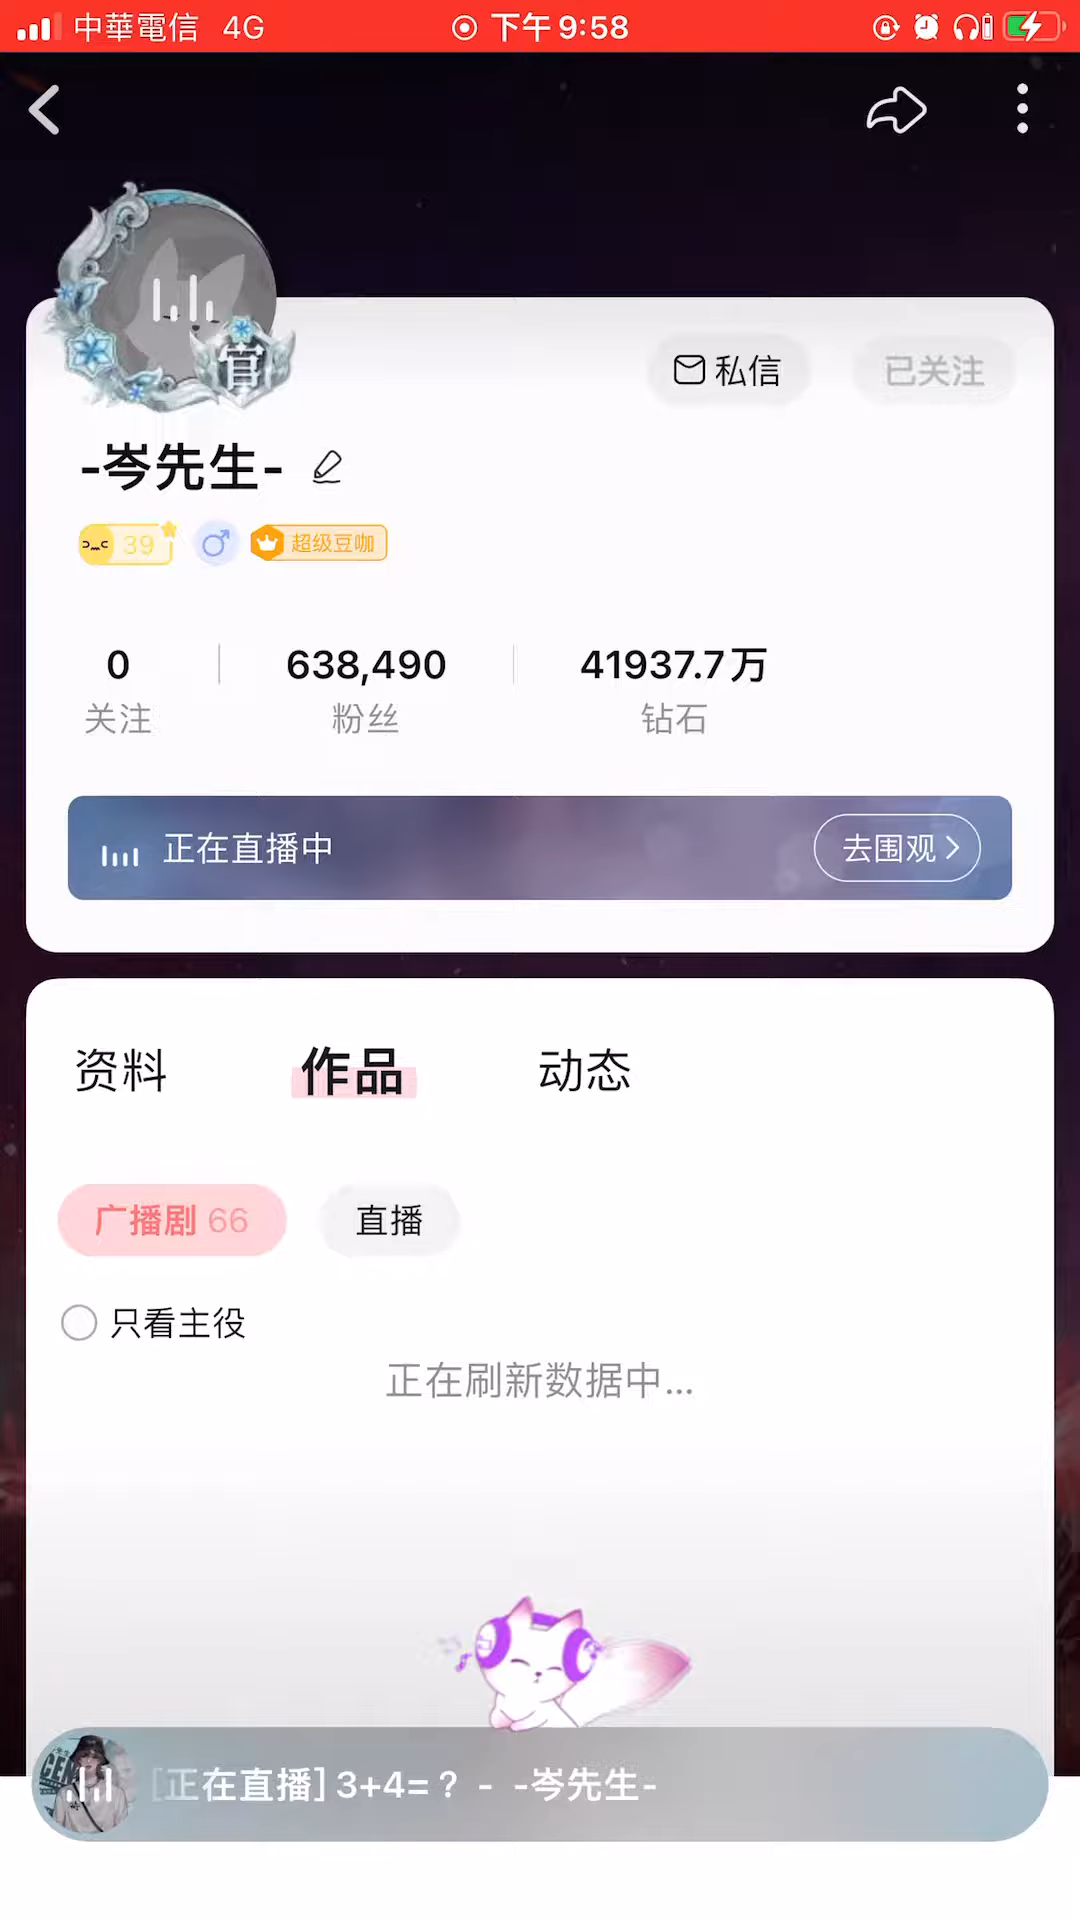 中華電信 4G 下午 9:58
官
私信 已关注
-岑先生-
39 超级豆咖
0 638,490 41937.7万
关注 粉丝 钻石
正在直播中 去围观
资料 作品 动态
广播剧 66 直播
只看主役
正在刷新数据中...
[正在直播] 3+4=？ - -岑先生-